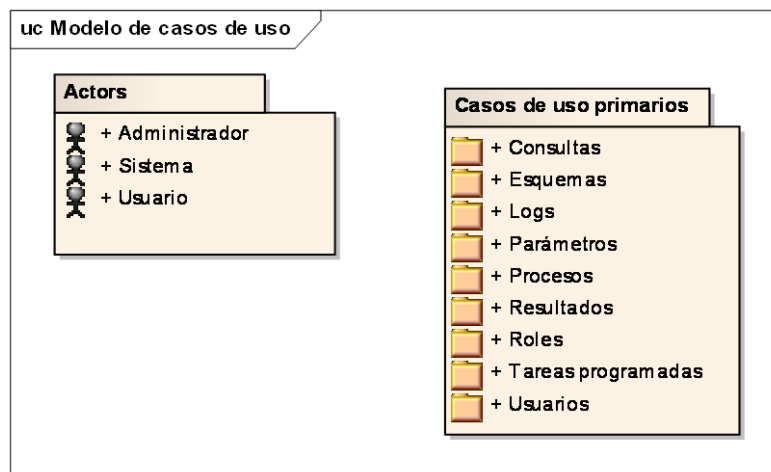 uc Modelo de casos de uso
Actors
+ Administrador
+ Sistema
+ Usuario
Casos de uso primarios
+ Consultas
+ Esquemas
+ Logs
+ Parámetros
+ Procesos
+ Resultados
+ Roles
+ Tareas programadas
+ Usuarios